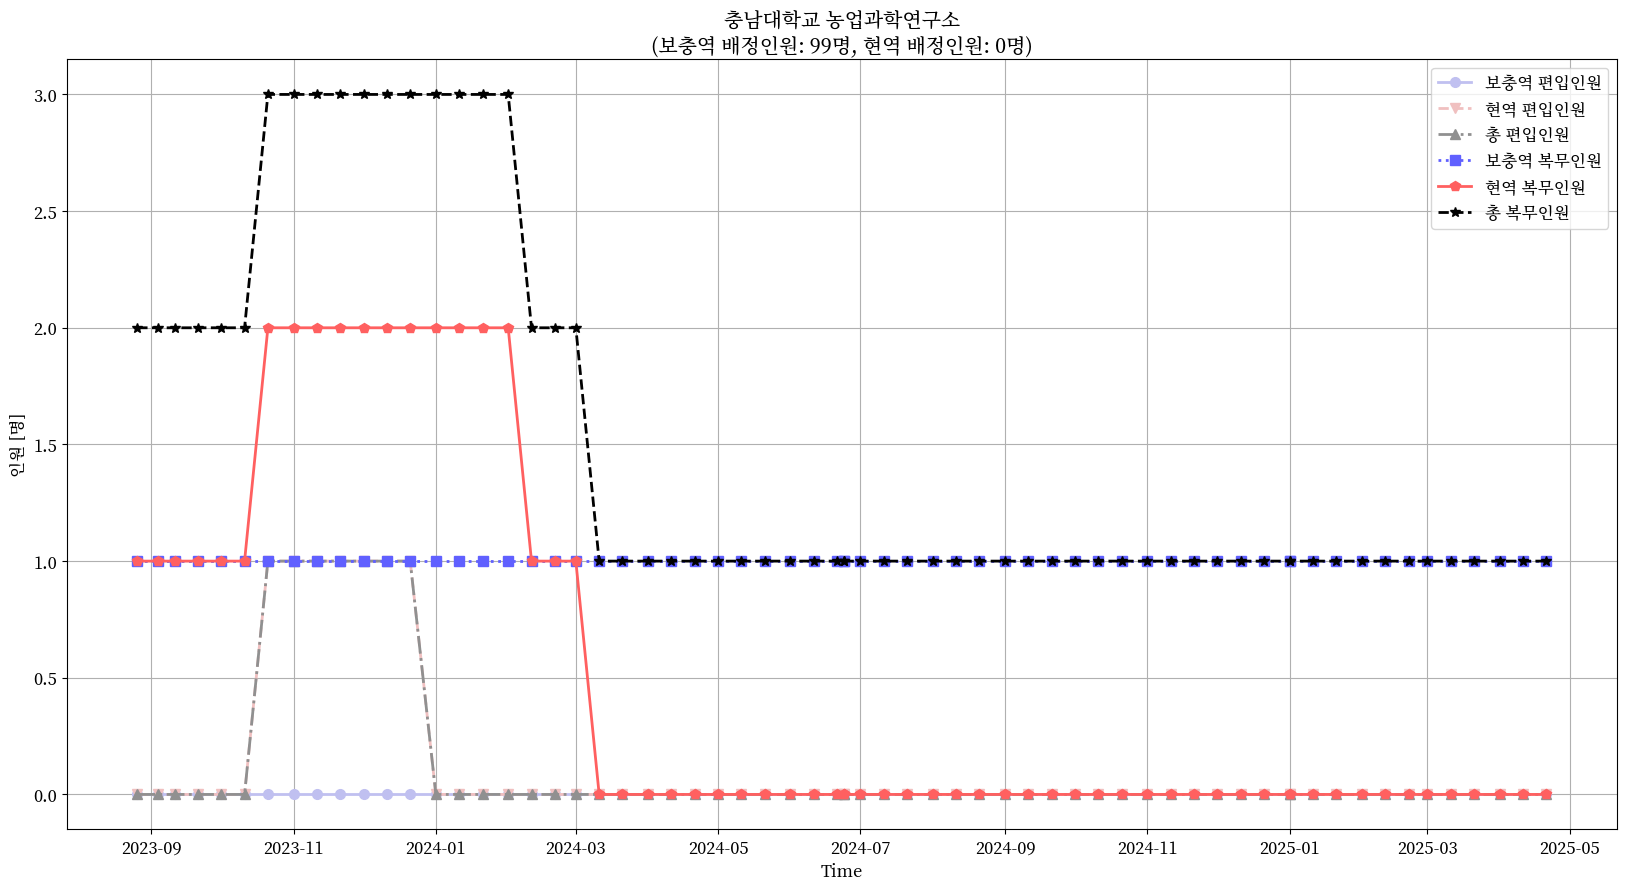 충남대학교 농업과학연구소
(보충역 배정인원: 99명, 현역 배정인원: 0명)
보충역 편입인원
현역 편입인원
총 편입인원
보충역 복무인원
현역 복무인원
총 복무인원
인원 [명]
3.0
2.5
2.0
1.5
1.0
0.5
0.0
2023-09 2023-11 2024-01 2024-03 2024-05 2024-07 2024-09 2024-11 2025-01 2025-03 2025-05
Time